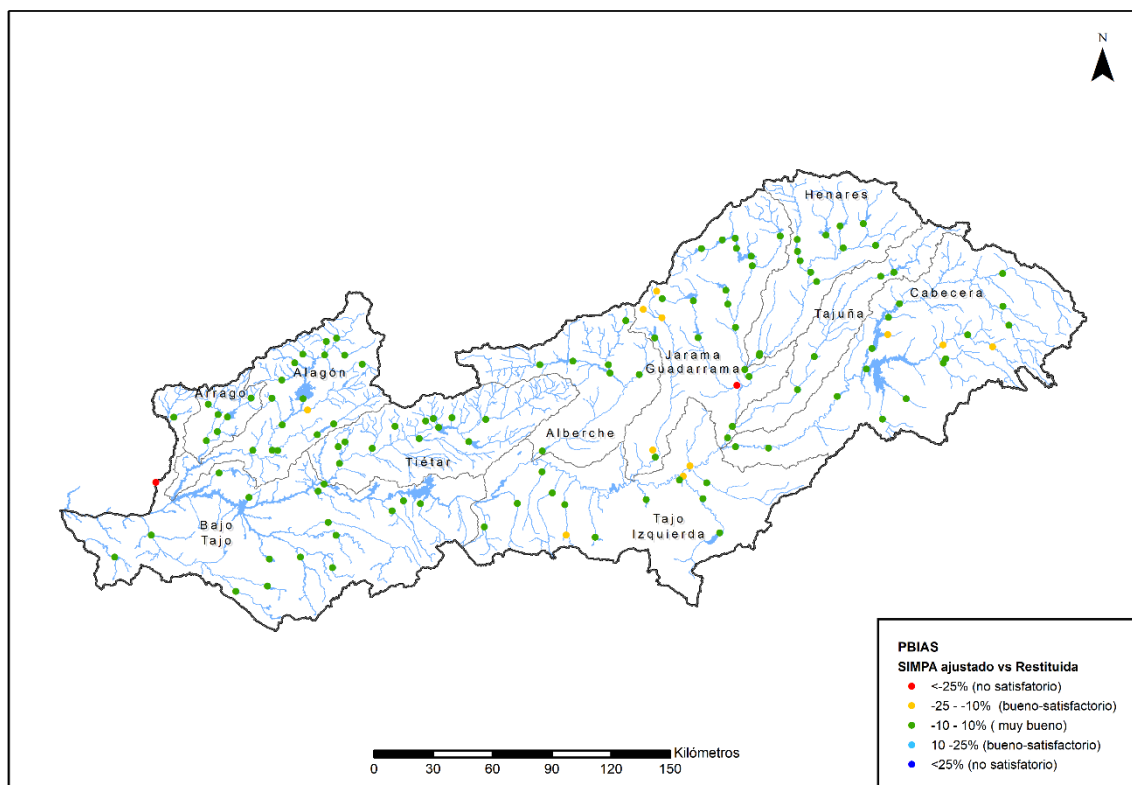 N
Henares
Cabecera
Tajuña
Jarama
Guadarrama
Alagón
Arrago
Alberche
Tiétar
Tajo
Izquierda
Bajo
Tajo
Kilómetros
0 30 60 90 120 150
PBIAS
SIMPA ajustado vs Restituida
<-25% (no satisfatorio)
-25 - -10% (bueno-satisfactorio)
-10 - 10% ( muy bueno)
10 -25% (bueno-satisfactorio)
<25% (no satisfatorio)